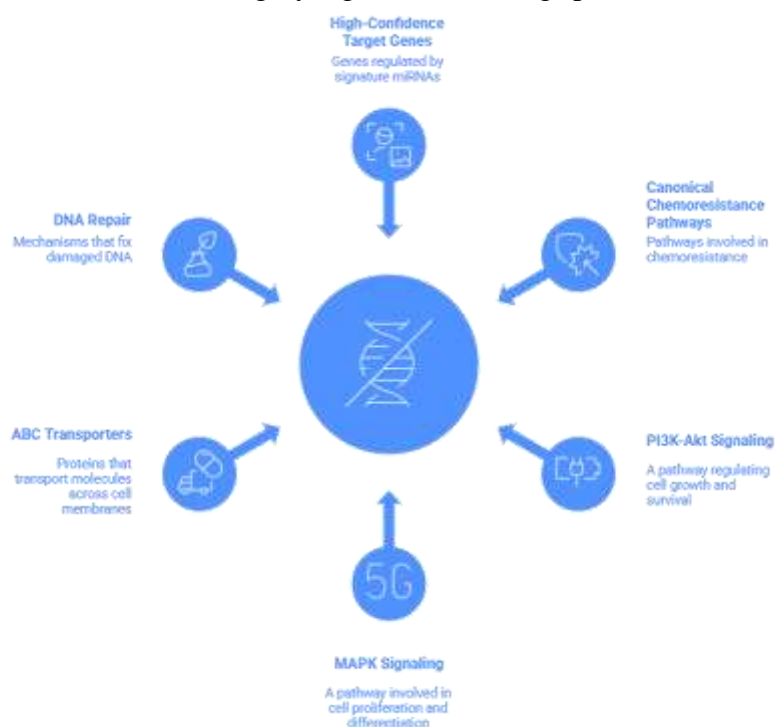 High-Confidence
Target Genes
Genes regulated by
signature miRNAs
Canonical
Chemoresistance
Pathways
Pathways involved in
chemoresistance
DNA Repair
Mechanisms that fix
damaged DNA
ABC Transporters
Proteins that
transport molecules
across cell
membranes
PI3K-Akt Signaling
A pathway regulating
cell growth and
survival
5G
MAPK Signaling
A pathway involved in
cell proliferation and
differentiation